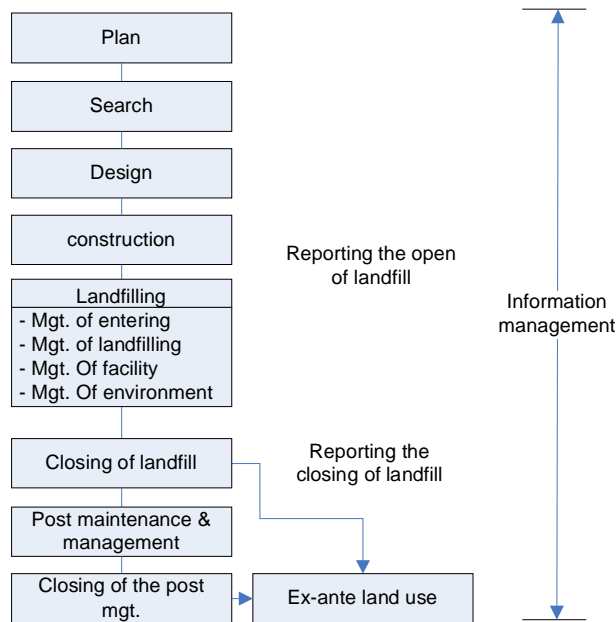 Plan
Search
Design
construction
Reporting the open
of landfill
Landfilling
- Mgt. of entering
- Mgt. of landfilling
- Mgt. Of facility
- Mgt. Of environment
Information
management
Closing of landfill
Reporting the
closing of landfill
Post maintenance &
management
Closing of the post
mgt.
Ex-ante land use